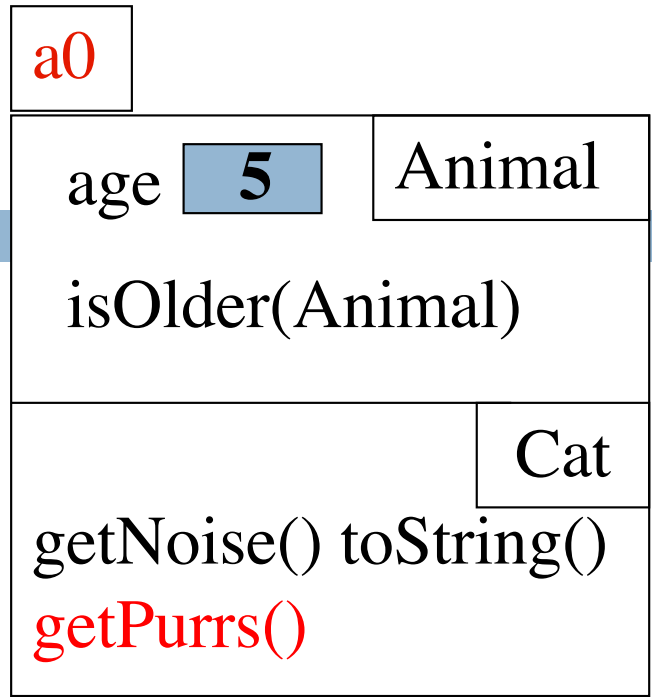 a0
age 5 Animal
isOlder(Animal)
Cat
getNoise() toString()
getPurrs()